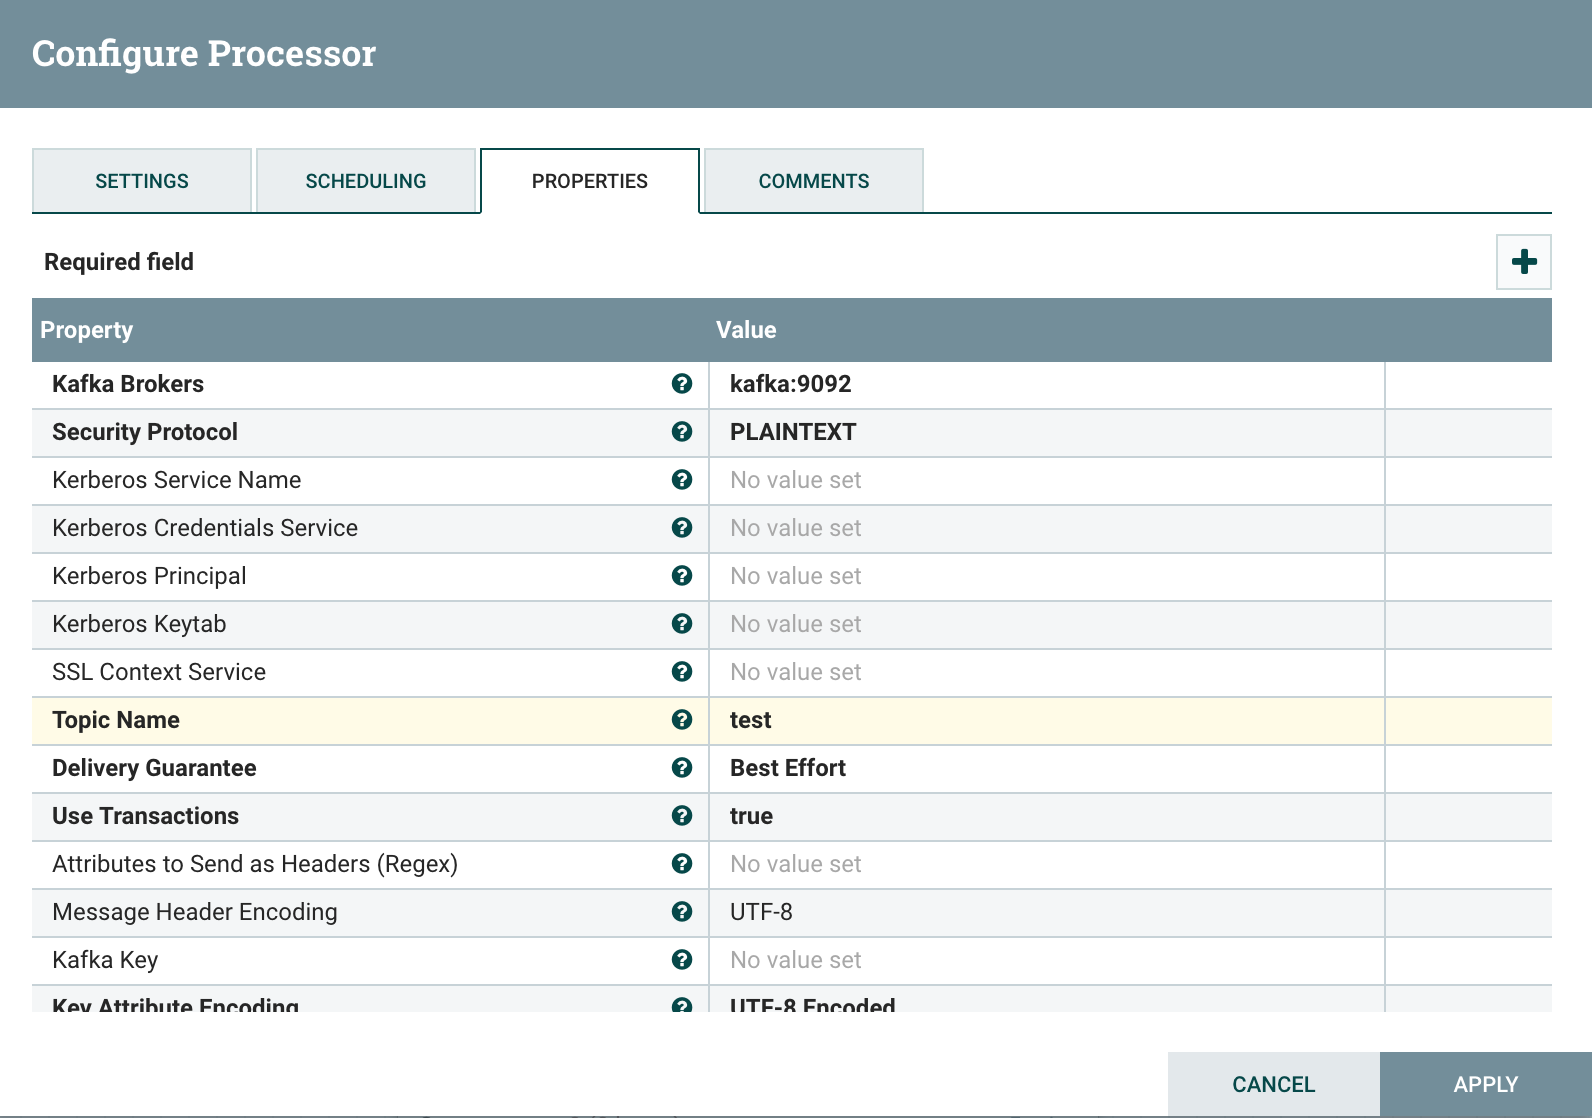 Configure Processor
SETTINGS SCHEDULING PROPERTIES COMMENTS
Required field
Property Value
Kafka Brokers kafka:9092
Security Protocol PLAINTEXT
Kerberos Service Name No value set
Kerberos Credentials Service No value set
Kerberos Principal No value set
Kerberos Keytab No value set
SSL Context Service No value set
Topic Name test
Delivery Guarantee Best Effort
Use Transactions true
Attributes to Send as Headers (Regex) No value set
Message Header Encoding UTF-8
Kafka Key No value set
Key Attribute Encoding UTF-8 Encoded
CANCEL APPLY